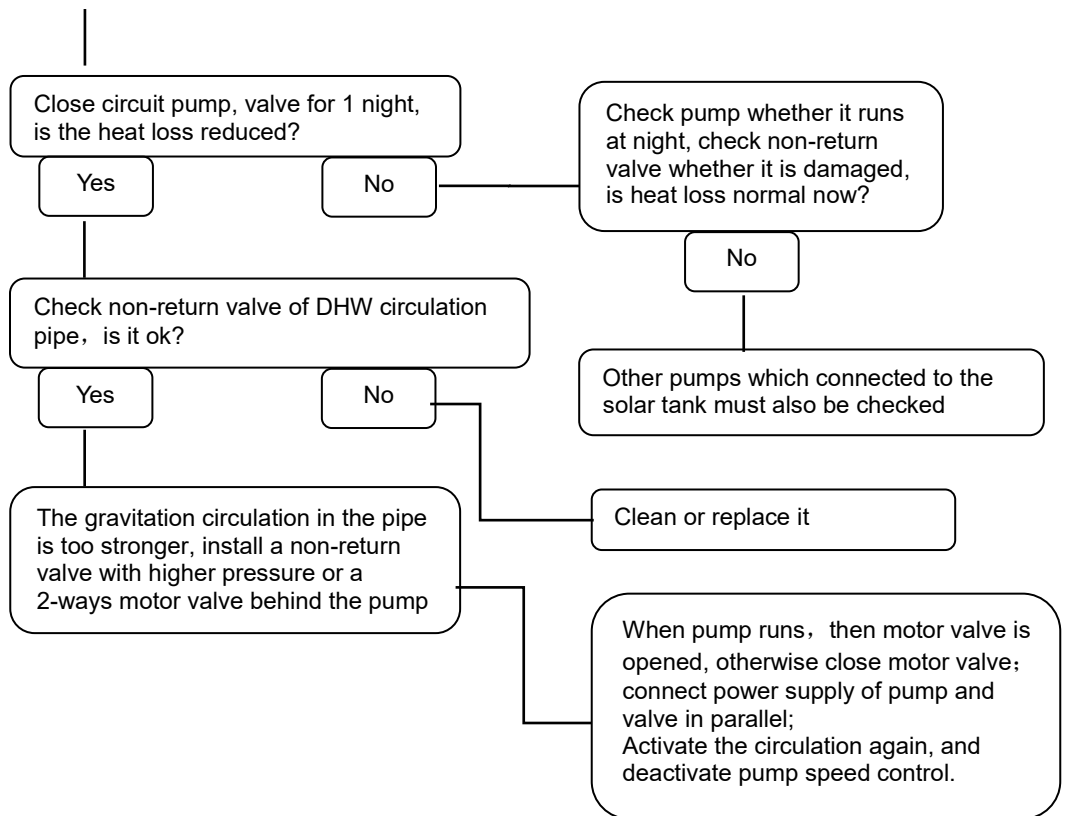 Close circuit pump, valve for 1 night,
is the heat loss reduced?
Yes
No
Check pump whether it runs
at night, check non-return
valve whether it is damaged,
is heat loss normal now?
No
Other pumps which connected to the
solar tank must also be checked
Check non-return valve of DHW circulation
pipe，is it ok?
Yes
No
Clean or replace it
The gravitation circulation in the pipe
is too stronger, install a non-return
valve with higher pressure or a
2-ways motor valve behind the pump
When pump runs，then motor valve is
opened, otherwise close motor valve；
connect power supply of pump and
valve in parallel;
Activate the circulation again, and
deactivate pump speed control.